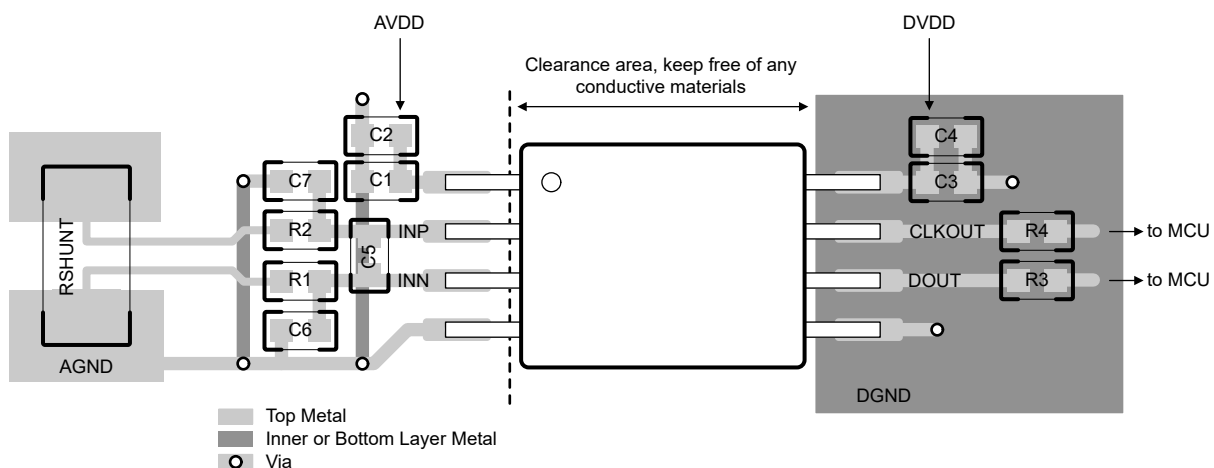 AVDD
DVDD
Clearance area, keep free of any
conductive materials
C2
C4
C7
C1
C3
R2
INP
CLKOUT
R4
to MCU
RSHUNT
C5
R1
INN
DOUT
R3
to MCU
C6
AGND
DGND
Top Metal
Inner or Bottom Layer Metal
Via